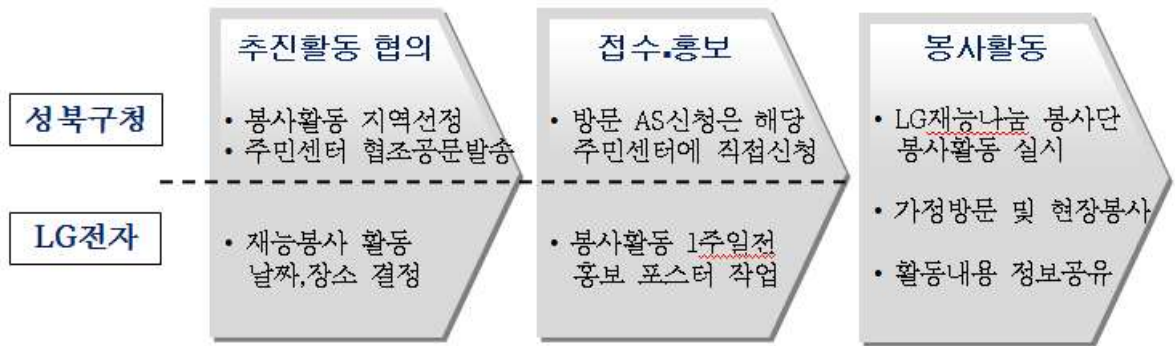 추진활동 협의
접수.홍보
봉사활동
성북구청
• 봉사활동 지역선정
• 주민센터 협조공문발송
• 방문 AS신청은 해당
주민센터에 직접신청
• LG재능나눔 봉사단
봉사활동 실시
• 가정방문 및 현장봉사
• 활동내용 정보공유
LG전자
• 재능봉사 활동
날짜,장소 결정
• 봉사활동 1주일전
홍보 포스터 작업